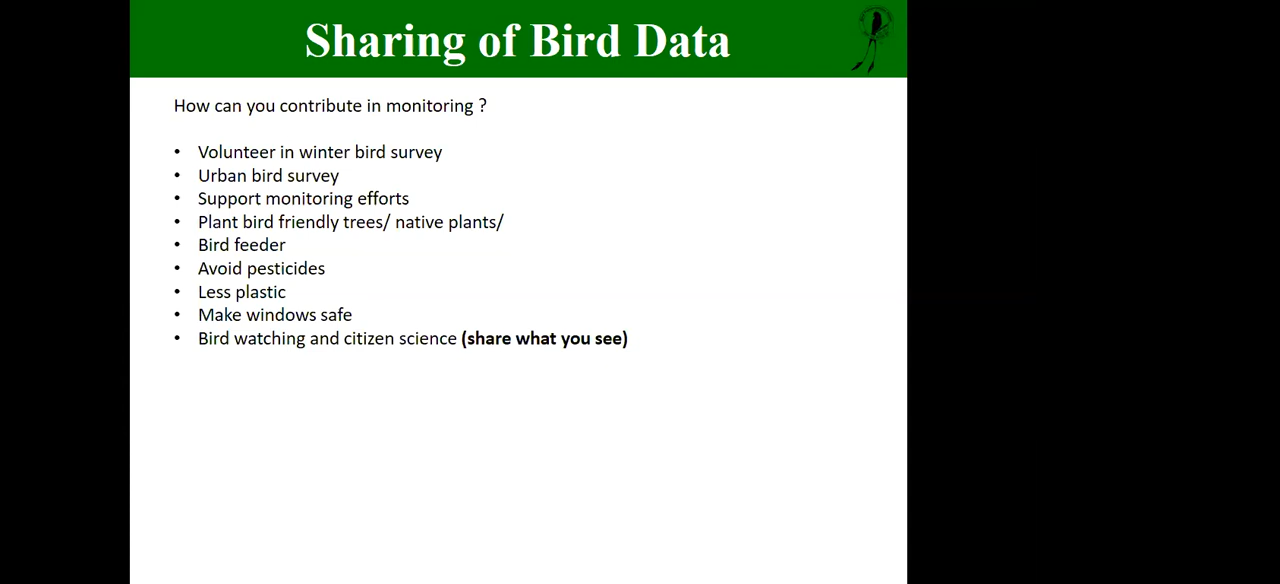 Sharing of Bird Data
How can you contribute in monitoring ?
• Volunteer in winter bird survey
• Urban bird survey
• Support monitoring efforts
• Plant bird friendly trees/ native plants/
• Bird feeder
• Avoid pesticides
• Less plastic
• Make windows safe
• Bird watching and citizen science (share what you see)